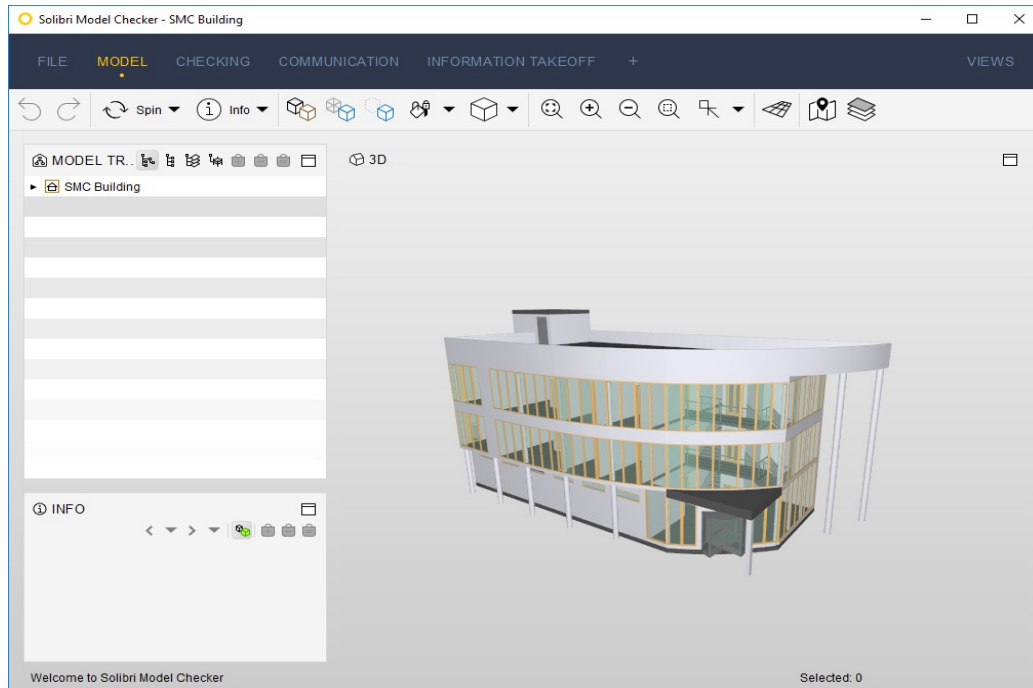 Solibri Model Checker - SMC Building
FILE MODEL CHECKING COMMUNICATION INFORMATION TAKEOFF + VIEWS
Spin Info
MODEL TR..
3D
SMC Building
INFO
Welcome to Solibri Model Checker
Selected: 0